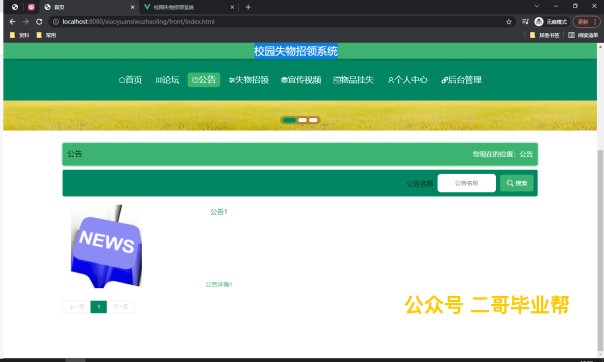 首页
校园失物招领系统
localhost:8080/xiaoyuanshiwuzhaoling/front/index.html
无痕模式
更新
资料
常用
其他书签
阅读清单
校园失物招领系统
首页
论坛
公告
失物招领
宣传视频
物品挂失
个人中心
后台管理
公告
您现在的位置：公告
公告名称
公告名称
搜索
NEWS
公告1
公告详情1
上一页
1
下一页
公众号 二哥毕业帮